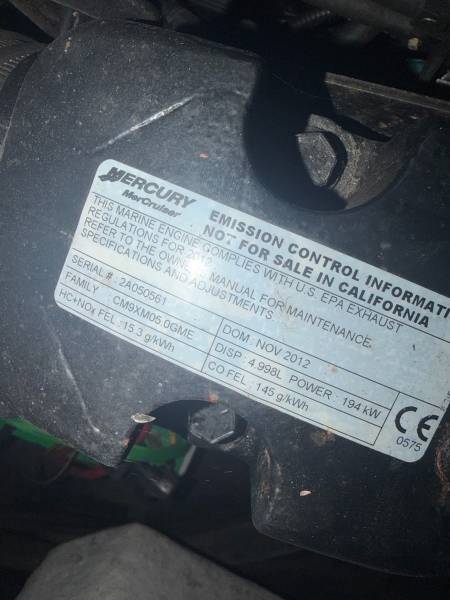 MERCURY
MerCruiser
EMISSION CONTROL INFORMATI
NOT FOR SALE IN CALIFORNIA
THIS MARINE ENGINE COMPLIES WITH U.S. EPA EXHAUST
REGULATIONS FOR 2012
REFER TO THE OWNERS MANUAL FOR MAINTENANCE,
SPECIFICATIONS AND ADJUSTMENTS.
SERIAL # : 2A050561
DOM : NOV 2012
FAMILY : CM9XM05.0GME
DISP : 4.998L POWER : 194 kW
HC+NOx FEL : 15.3 g/kWh
CO FEL : 145 g/kWh
CE
0575